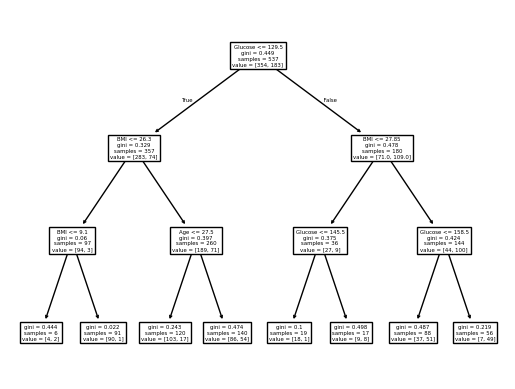 Glucose <= 129.5
gini = 0.449
samples = 537
value = [354, 183]
True
False
BMI <= 26.3
gini = 0.329
samples = 357
value = [283, 74]
BMI <= 27.85
gini = 0.478
samples = 180
value = [71.0, 109.0]
BMI <= 9.1
gini = 0.06
samples = 97
value = [94, 3]
Age <= 27.5
gini = 0.397
samples = 260
value = [189, 71]
Glucose <= 145.5
gini = 0.375
samples = 36
value = [27, 9]
Glucose <= 158.5
gini = 0.424
samples = 144
value = [44, 100]
gini = 0.444
samples = 6
value = [4, 2]
gini = 0.022
samples = 91
value = [90, 1]
gini = 0.243
samples = 120
value = [103, 17]
gini = 0.474
samples = 140
value = [86, 54]
gini = 0.1
samples = 19
value = [18, 1]
gini = 0.498
samples = 17
value = [9, 8]
gini = 0.487
samples = 88
value = [37, 51]
gini = 0.219
samples = 56
value = [7, 49]